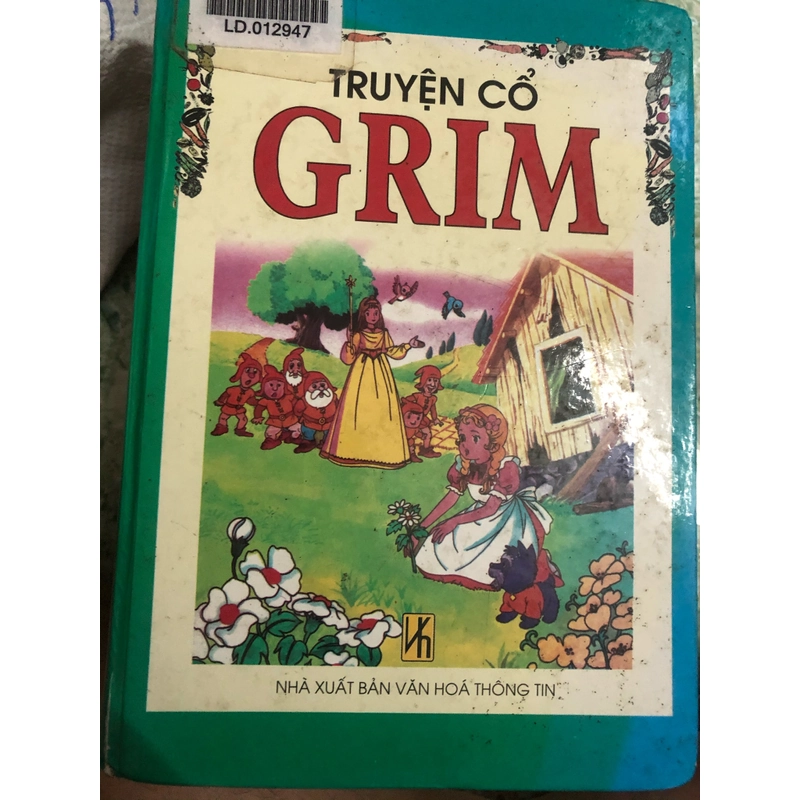 LD.012947
TRUYỆN CỔ
GRIM
NHÀ XUẤT BẢN VĂN HOÁ THÔNG TIN